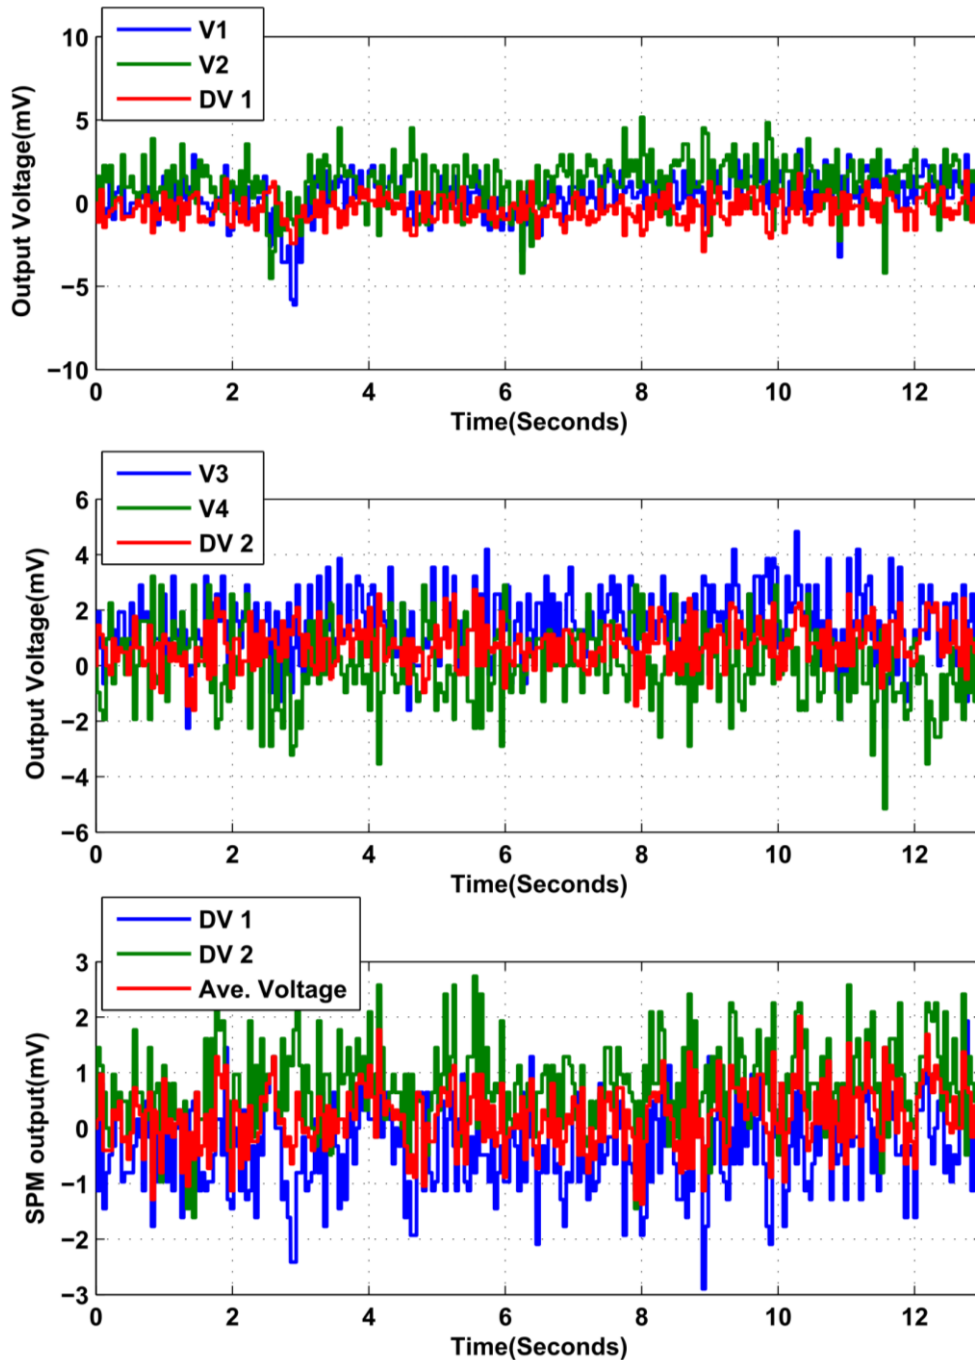 V1
V2
DV 1
10
5
0
−5
−10
Output Voltage(mV)
0 2 4 6 8 10 12
Time(Seconds)
V3
V4
DV 2
6
4
2
0
−2
−4
−6
Output Voltage(mV)
0 2 4 6 8 10 12
Time(Seconds)
DV 1
DV 2
Ave. Voltage
3
2
1
0
−1
−2
−3
SPM output(mV)
0 2 4 6 8 10 12
Time(Seconds)